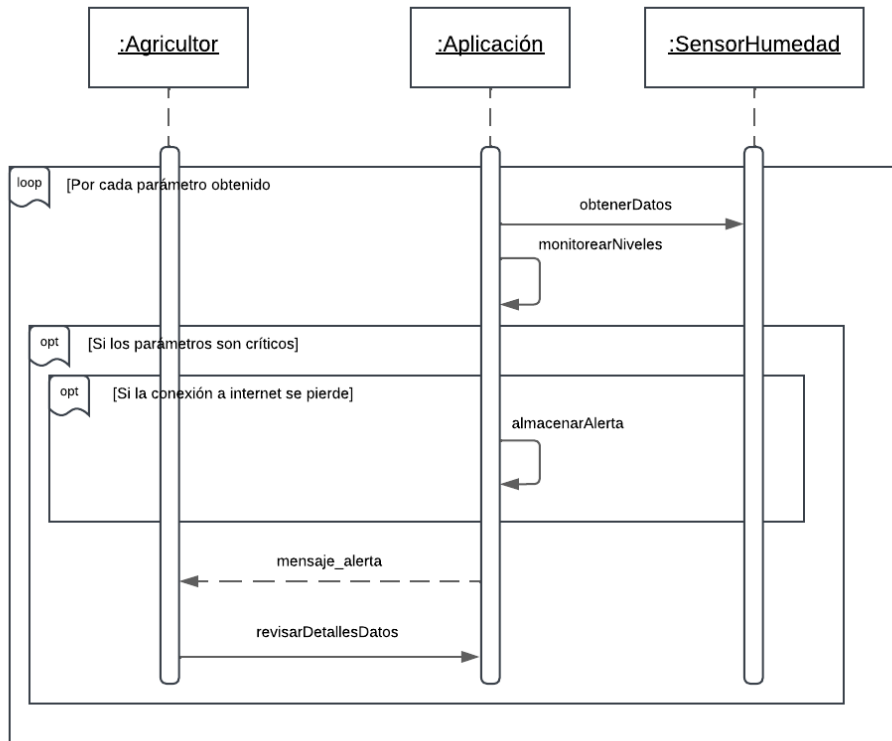 :Agricultor
:Aplicación
:SensorHumedad
loop
[Por cada parámetro obtenido
obtenerDatos
monitorearNiveles
opt
[Si los parámetros son críticos]
opt
[Si la conexión a internet se pierde]
almacenarAlerta
mensaje_alerta
revisarDetallesDatos